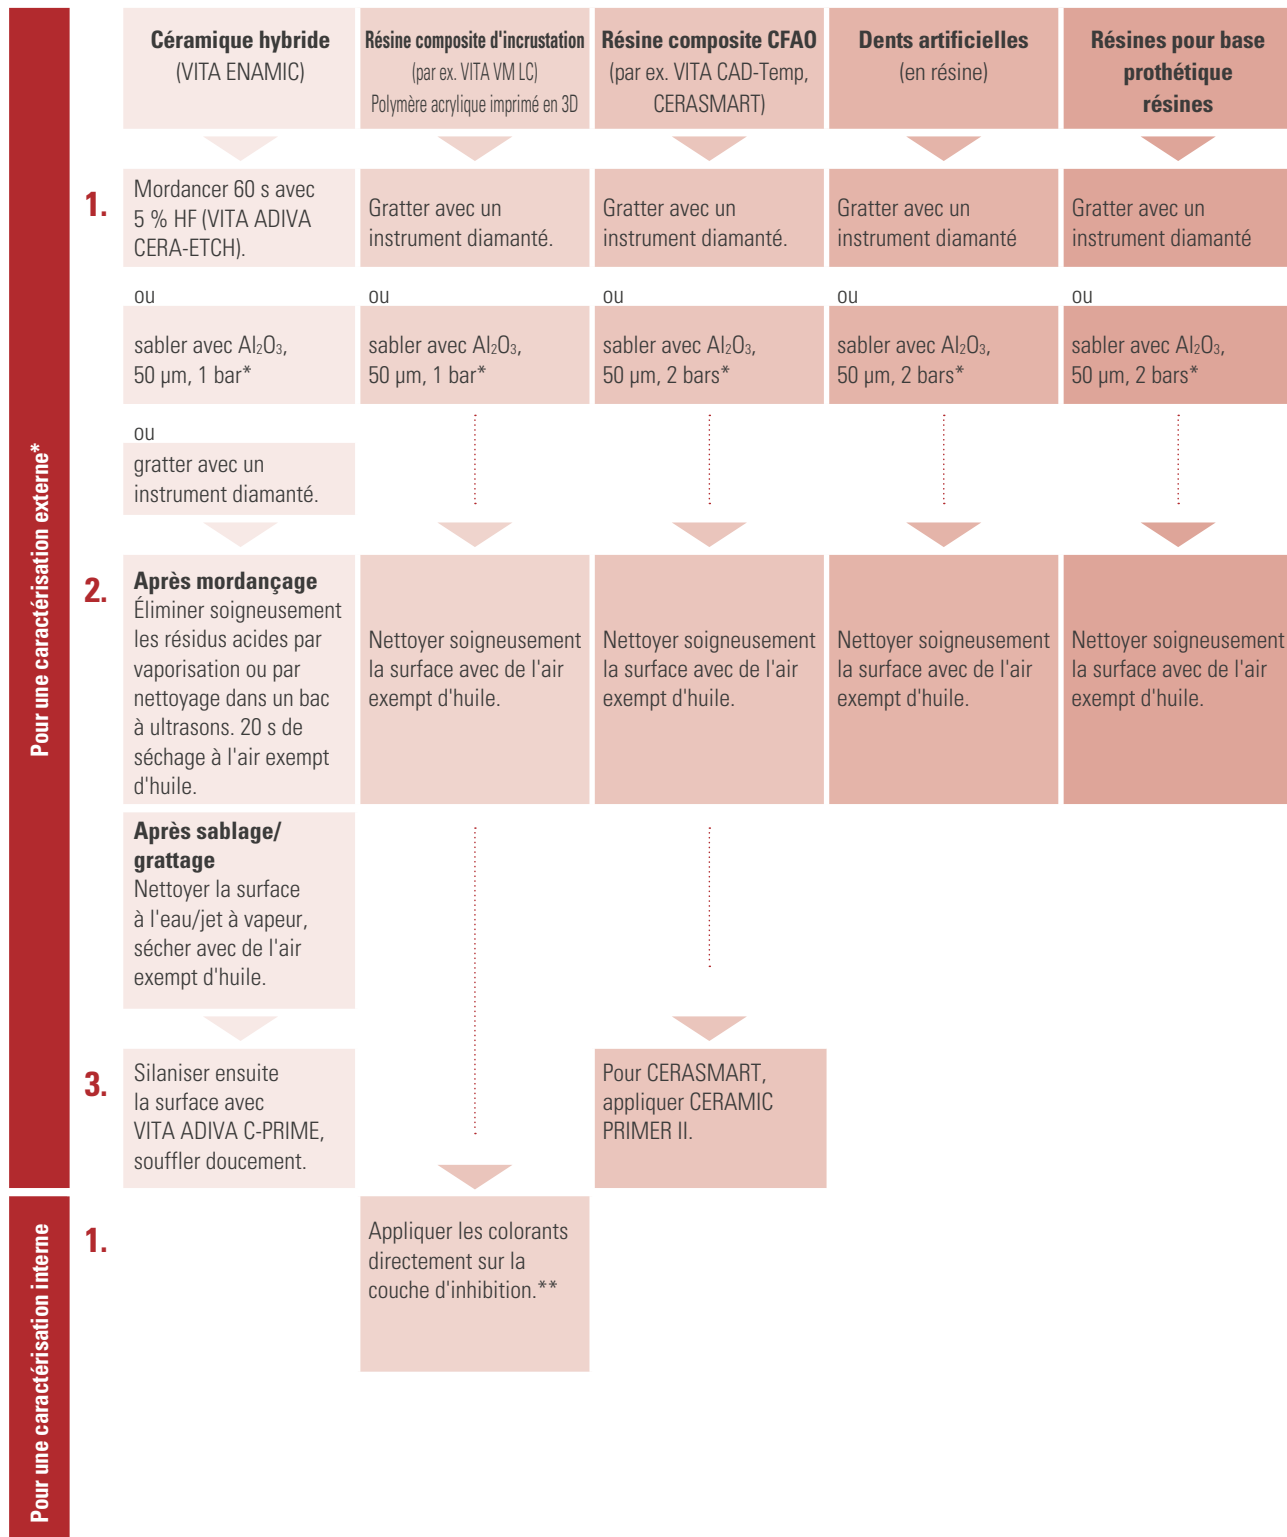 Céramique hybride
(VITA ENAMIC)
Résine composite d'incrustation
(par ex. VITA VM LC)
Polymère acrylique imprimé en 3D
Résine composite CFAO
(par ex. VITA CAD-Temp,
CERASMART)
Dents artificielles
(en résine)
Résines pour base
prothétique
résines
Pour une caractérisation externe*
1.
Mordancer 60 s avec
5 % HF (VITA ADIVA
CERA-ETCH).
Gratter avec un
instrument diamanté.
Gratter avec un
instrument diamanté.
Gratter avec un
instrument diamanté
Gratter avec un
instrument diamanté
ou
ou
ou
ou
ou
sabler avec Al₂O₃,
50 µm, 1 bar*
sabler avec Al₂O₃,
50 µm, 1 bar*
sabler avec Al₂O₃,
50 µm, 2 bars*
sabler avec Al₂O₃,
50 µm, 2 bars*
sabler avec Al₂O₃,
50 µm, 2 bars*
ou
gratter avec un
instrument diamanté.
2.
Après mordançage
Éliminer soigneusement
les résidus acides par
vaporisation ou par
nettoyage dans un bac
à ultrasons. 20 s de
séchage à l'air exempt
d'huile.
Nettoyer soigneusement
la surface avec de l'air
exempt d'huile.
Nettoyer soigneusement
la surface avec de l'air
exempt d'huile.
Nettoyer soigneusement
la surface avec de l'air
exempt d'huile.
Nettoyer soigneusement
la surface avec de l'air
exempt d'huile.
Après sablage/
grattage
Nettoyer la surface
à l'eau/jet à vapeur,
sécher avec de l'air
exempt d'huile.
3.
Silaniser ensuite
la surface avec
VITA ADIVA C-PRIME,
souffler doucement.
Pour CERASMART,
appliquer CERAMIC
PRIMER II.
Pour une caractérisation interne
1.
Appliquer les colorants
directement sur la
couche d'inhibition.**